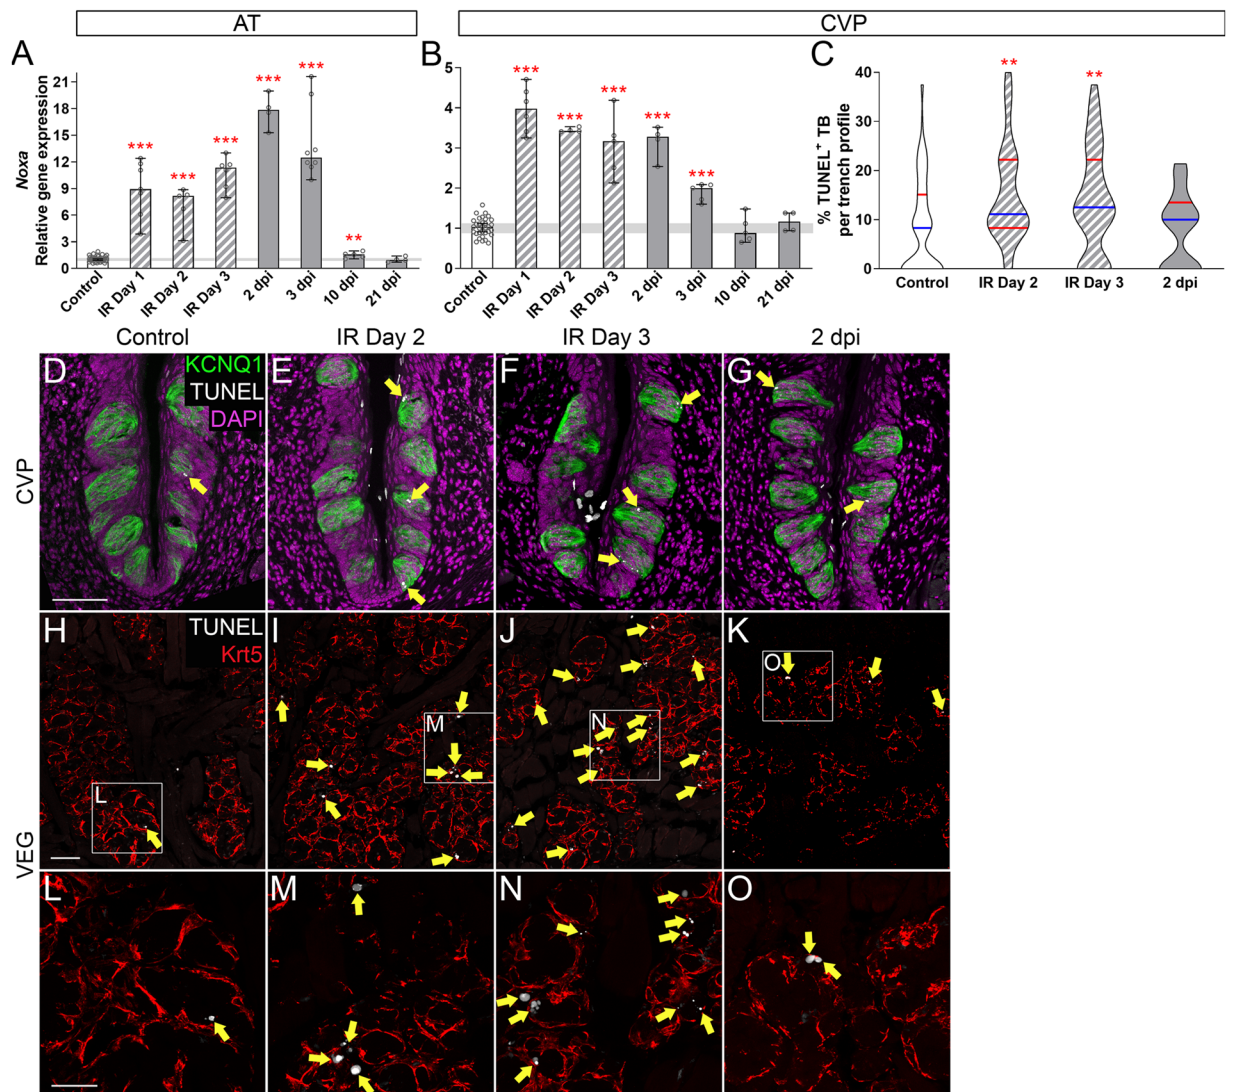 AT
CVP
A
Noxa
Relative gene expression
21
18
15
12
9
6
3
0
***
***
***
***
***
**
Control
IR Day 1
IR Day 2
IR Day 3
2 dpi
3 dpi
10 dpi
21 dpi
B
5
4
3
2
1
0
***
***
***
***
***
Control
IR Day 1
IR Day 2
IR Day 3
2 dpi
3 dpi
10 dpi
21 dpi
C
% TUNEL+ TB
per trench profile
40
30
20
10
0
**
**
Control
IR Day 2
IR Day 3
2 dpi
Control
IR Day 2
IR Day 3
2 dpi
CVP
D
KCNQ1
TUNEL
DAPI
E
F
G
VEG
H
TUNEL
Krt5
L
I
M
J
N
K
O
L
M
N
O